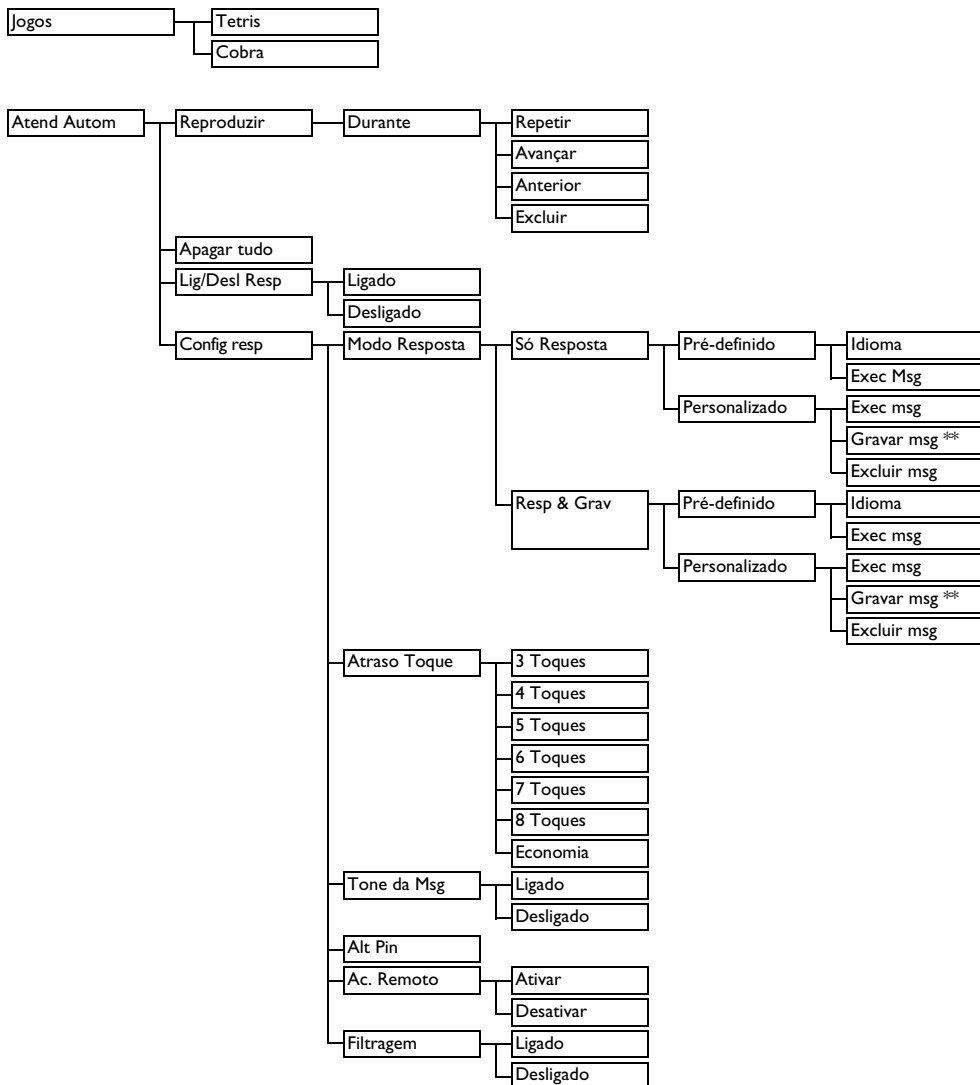 Jogos
Tetris
Cobra
Atend Autom
Reproduzir
Durante
Repetir
Avançar
Anterior
Excluir
Apagar tudo
Lig/Desl Resp
Ligado
Desligado
Config resp
Modo Resposta
Só Resposta
Pré-definido
Idioma
Exec Msg
Personalizado
Exec msg
Gravar msg **
Excluir msg
Resp & Grav
Pré-definido
Idioma
Exec msg
Personalizado
Exec msg
Gravar msg **
Excluir msg
Atraso Toque
3 Toques
4 Toques
5 Toques
6 Toques
7 Toques
8 Toques
Economia
Tone da Msg
Ligado
Desligado
Alt Pin
Ac. Remoto
Ativar
Desativar
Filtragem
Ligado
Desligado